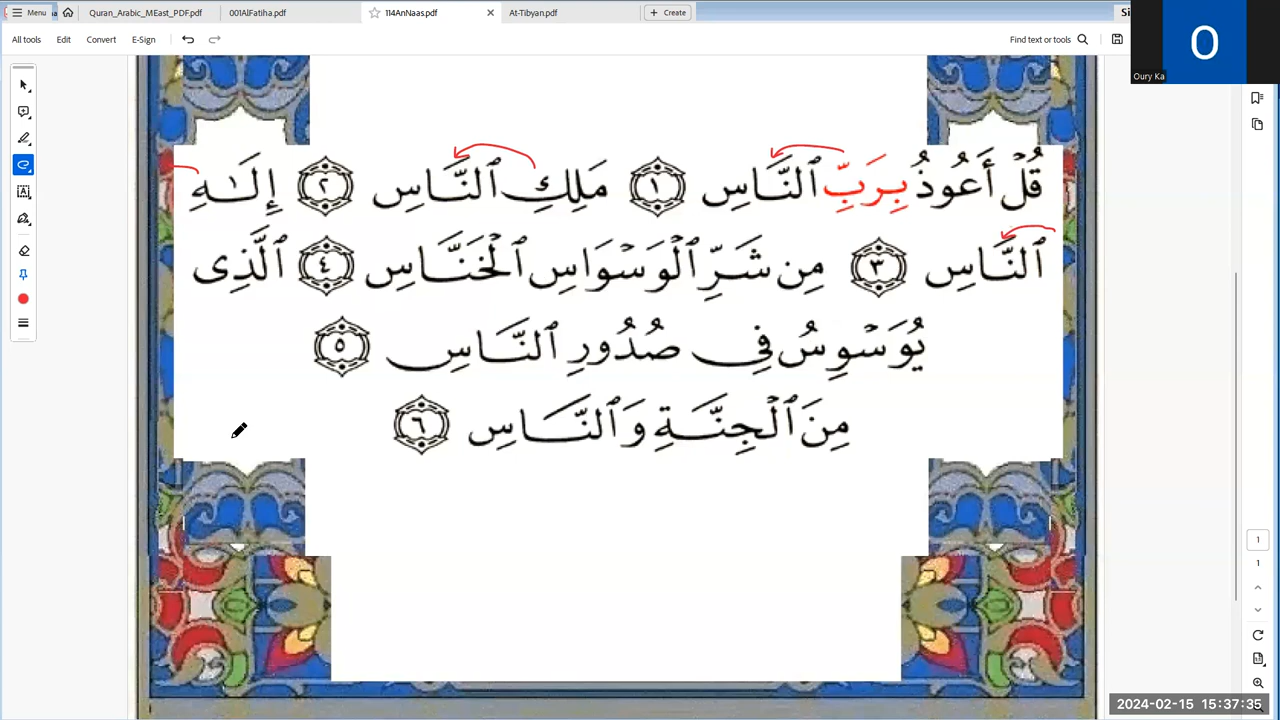 Menu
Quran_Arabic_MEast_PDF.pdf
001AlFatiha.pdf
114AnNaas.pdf
At-Tibyan.pdf
Create
All tools
Edit
Convert
E-Sign
Find text or tools
O
Oury Ka
قُلْ أَعُوذُ بِرَبِّ ٱلنَّاسِ ١ مَلِكِ ٱلنَّاسِ ٢ إِلَـٰهِ
ٱلنَّاسِ ٣ مِن شَرِّ ٱلْوَسْوَاسِ ٱلْخَنَّاسِ ٤ ٱلَّذِى
يُوَسْوِسُ فِى صُدُورِ ٱلنَّاسِ ٥
مِنَ ٱلْجِنَّةِ وَٱلنَّاسِ ٦
1
1
2024-02-15 15:37:35